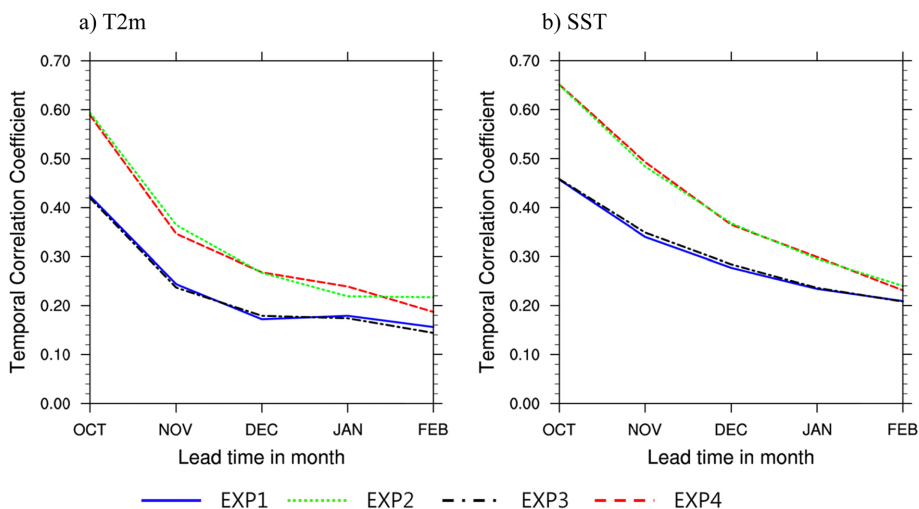 a) T2m
b) SST
Temporal Correlation Coefficient
0.70
0.60
0.50
0.40
0.30
0.20
0.10
0.00
OCT NOV DEC JAN FEB
Lead time in month
Temporal Correlation Coefficient
0.70
0.60
0.50
0.40
0.30
0.20
0.10
0.00
OCT NOV DEC JAN FEB
Lead time in month
EXP1 EXP2 EXP3 EXP4